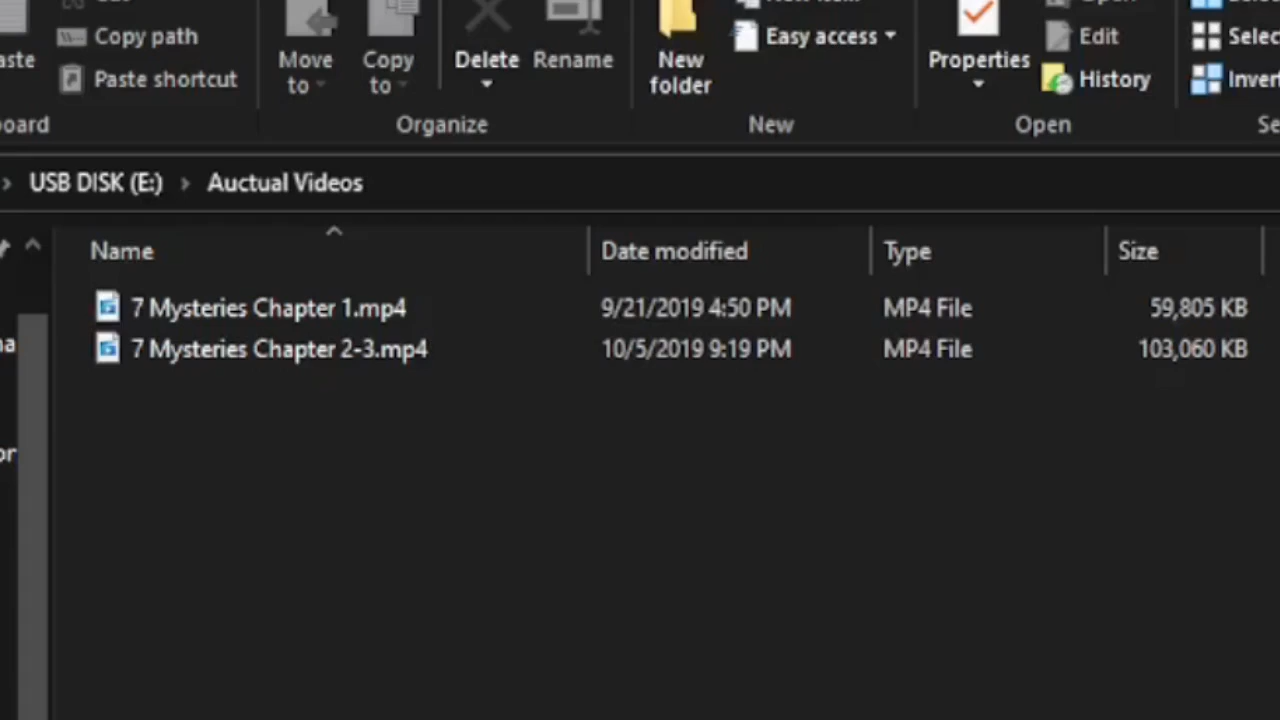 Copy path
Paste shortcut
Move to
Copy to
Delete
Rename
New folder
Easy access
Properties
Edit
History
Organize
New
Open
USB DISK (E:) › Auctual Videos
Name Date modified Type Size
7 Mysteries Chapter 1.mp4 9/21/2019 4:50 PM MP4 File 59,805 KB
7 Mysteries Chapter 2-3.mp4 10/5/2019 9:19 PM MP4 File 103,060 KB